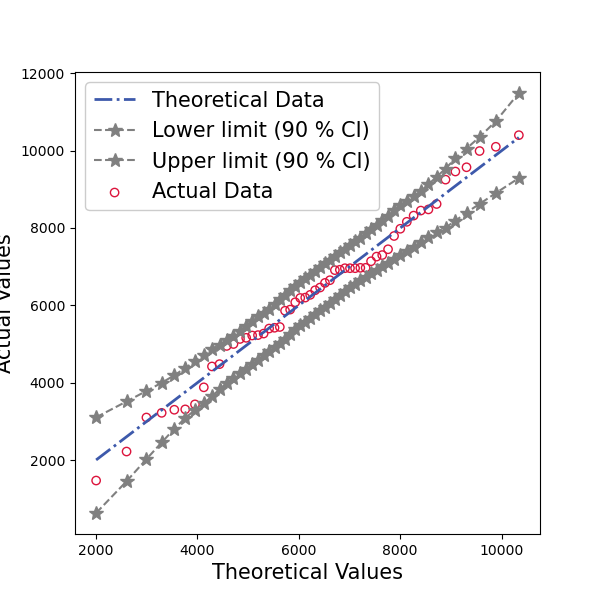 12000
10000
8000
6000
4000
2000
Theoretical Data
Lower limit (90 % CI)
Upper limit (90 % CI)
Actual Data
Actual Values
2000 4000 6000 8000 10000
Theoretical Values